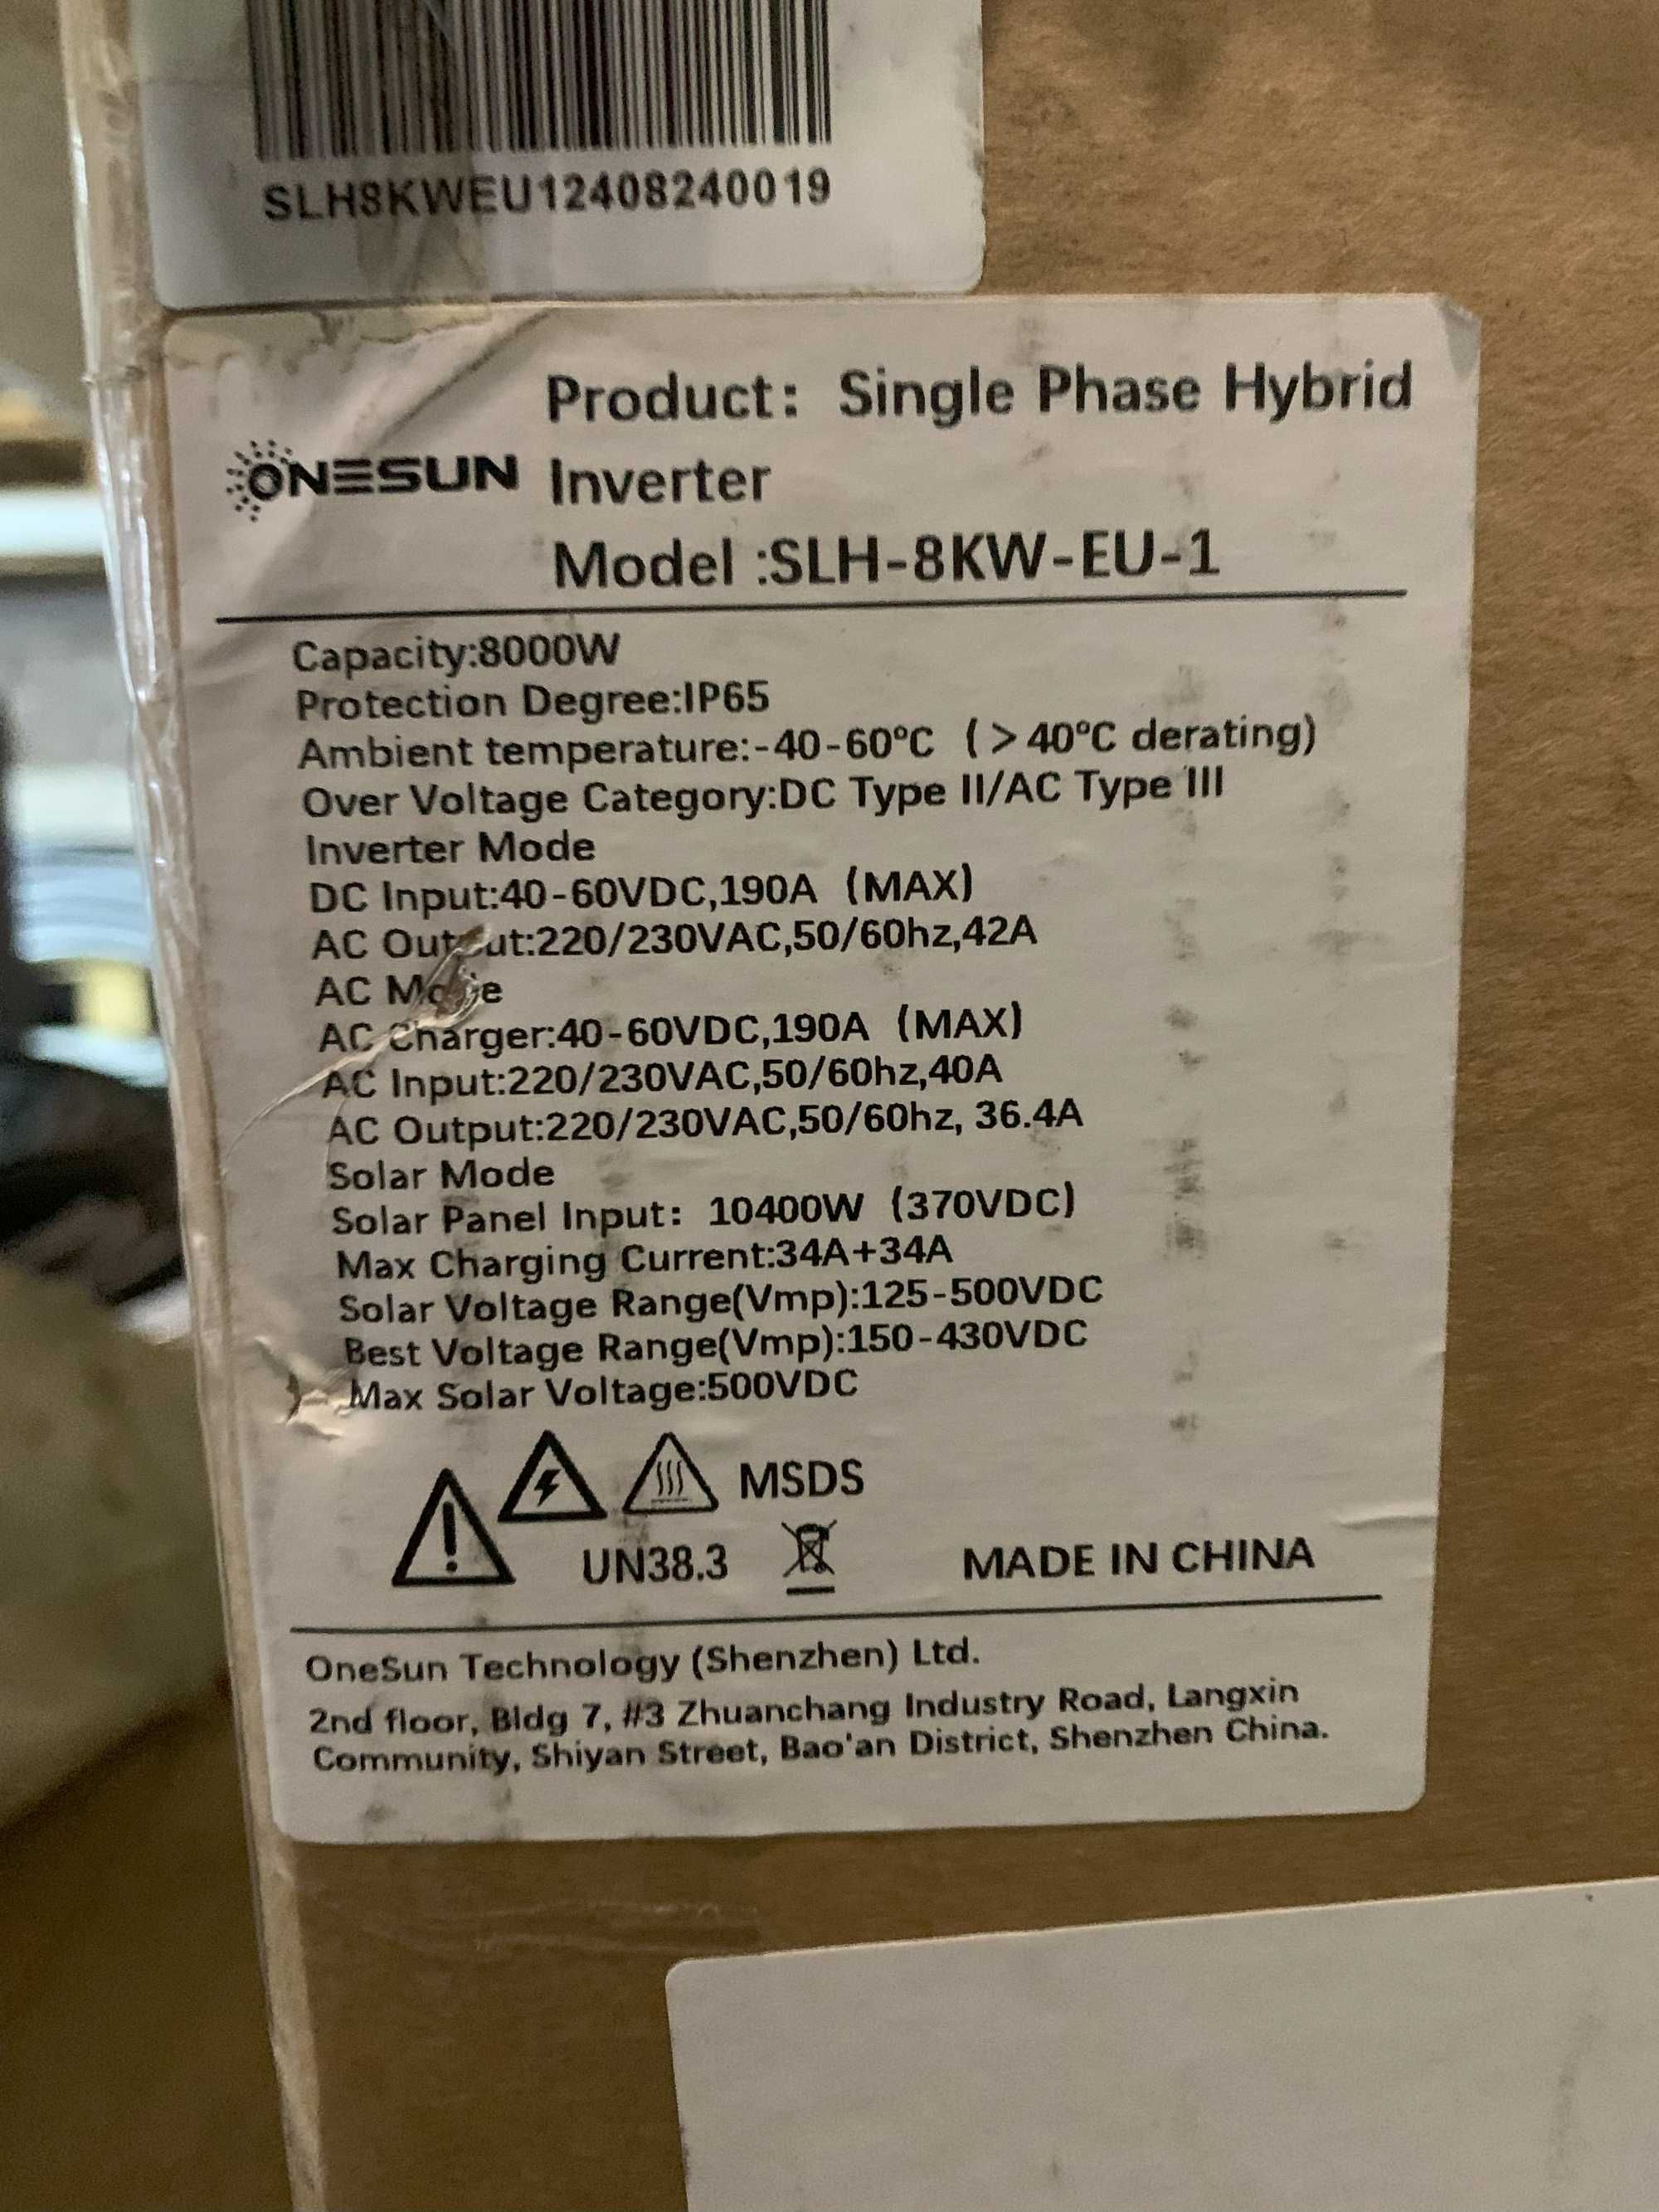 SLH8KWEU12408240019
Product: Single Phase Hybrid
ONESUN Inverter
Model :SLH-8KW-EU-1
Capacity:8000W
Protection Degree:IP65
Ambient temperature:-40-60°C (>40°C derating)
Over Voltage Category:DC Type II/AC Type III
Inverter Mode
DC Input:40-60VDC,190A (MAX)
AC Output:220/230VAC,50/60hz,42A
AC Mode
AC Charger:40-60VDC,190A (MAX)
AC Input:220/230VAC,50/60hz,40A
AC Output:220/230VAC,50/60hz, 36.4A
Solar Mode
Solar Panel Input: 10400W (370VDC)
Max Charging Current:34A+34A
Solar Voltage Range(Vmp):125-500VDC
Best Voltage Range(Vmp):150-430VDC
Max Solar Voltage:500VDC
MSDS
UN38.3 MADE IN CHINA
OneSun Technology (Shenzhen) Ltd.
2nd floor, Bldg 7, #3 Zhuanchang Industry Road, Langxin
Community, Shiyan Street, Bao'an District, Shenzhen China.